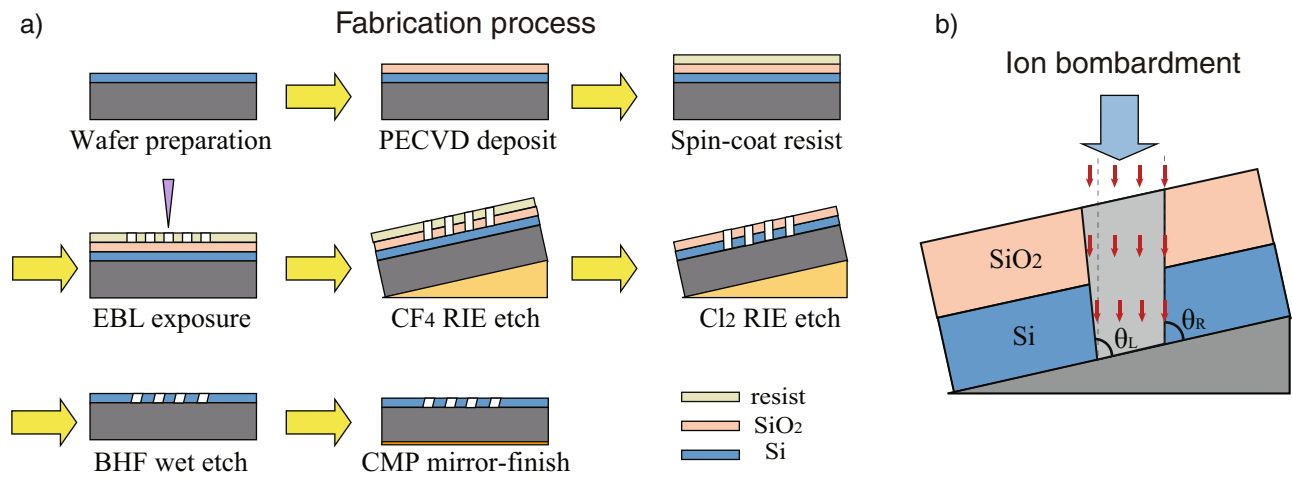 a)
Fabrication process
Wafer preparation
PECVD deposit
Spin-coat resist
EBL exposure
CF4 RIE etch
Cl2 RIE etch
BHF wet etch
CMP mirror-finish
resist
SiO2
Si
b)
Ion bombardment
SiO2
Si
θL
θR